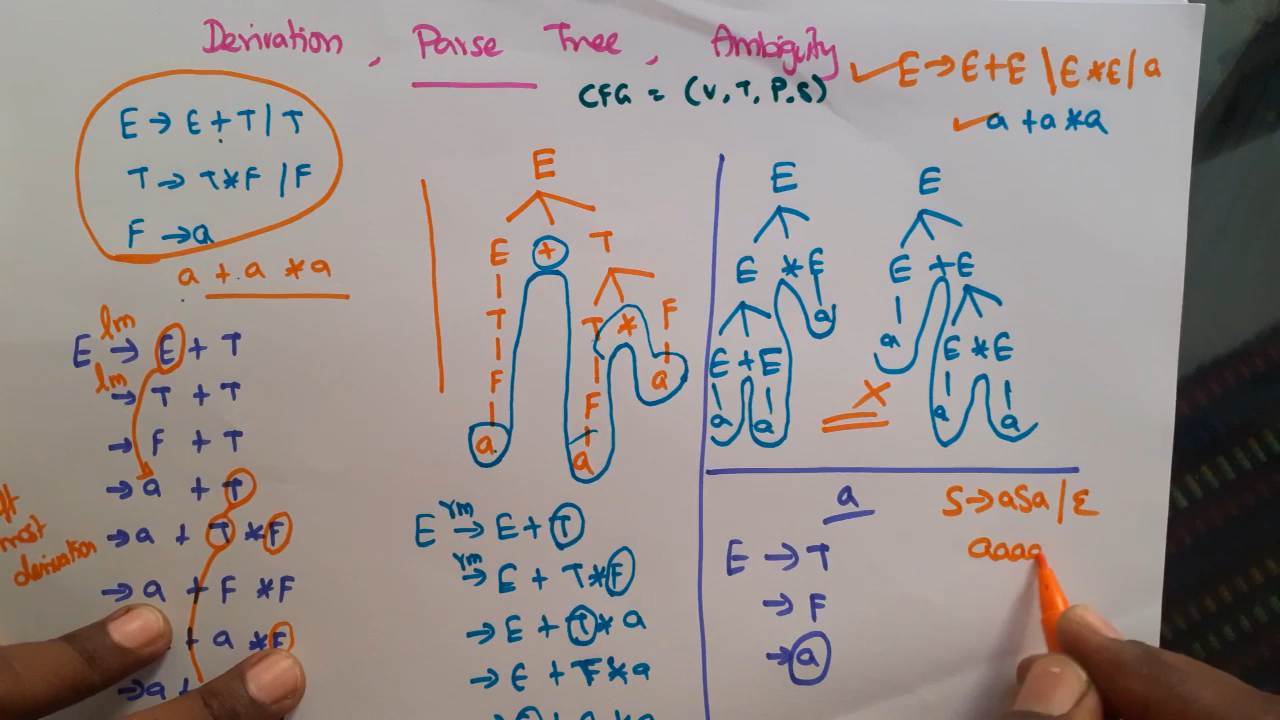 Derivation, Parse Tree, Ambiguity
CFG = (V, T, P, S)
E → E+E | E*E | a
a + a * a
E → E + T | T
T → T*F | F
F → a
a + a * a
E lm→ E + T
lm→ T + T
→ F + T
→ a + T
→ a + T * F
→ a + F * F
+ a * F
→ a +
most
derivation
E
E + T
T T * F
F F a
a a
E rm→ E + T
rm→ E + T * F
→ E + T * a
→ E + F * a
E
E * E
E + E a
a a
E
E + E
a E * E
a a
a
E → T
→ F
→ a
S → aSa | ε
aaaa